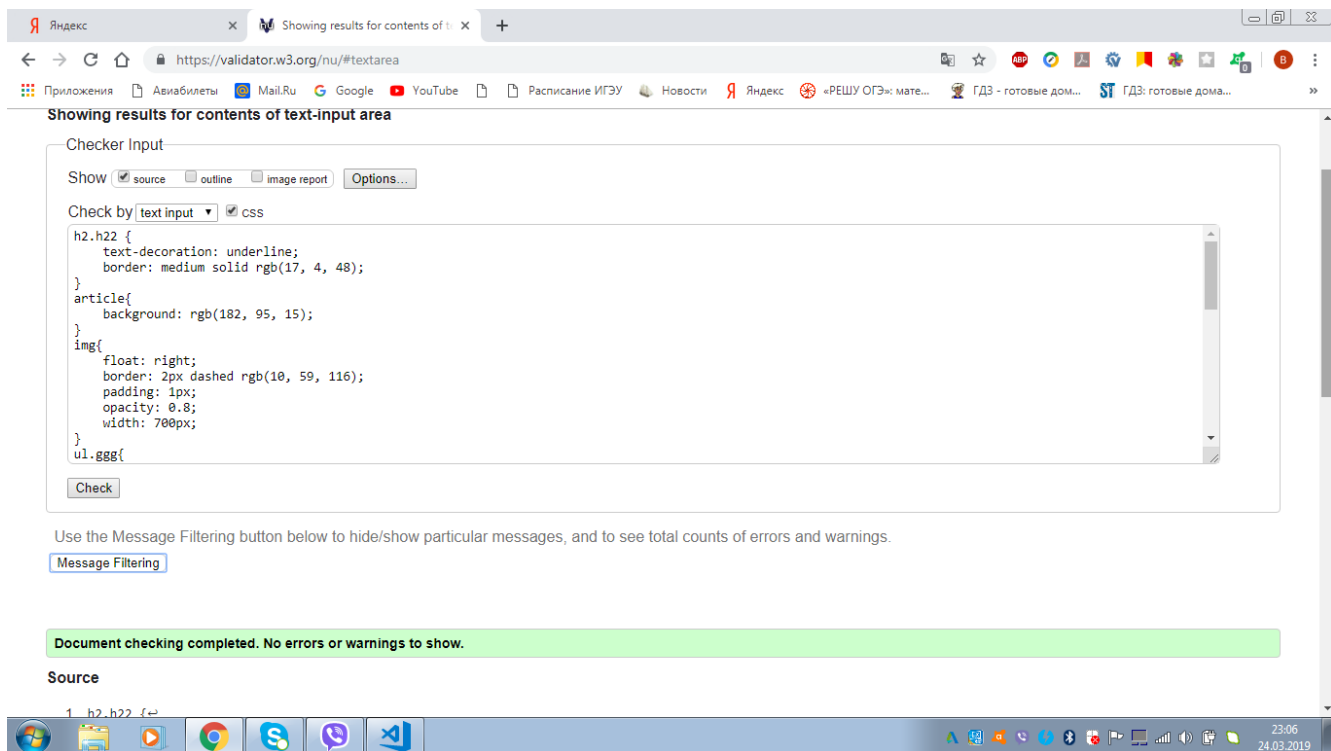 Яндекс
Showing results for contents of t
https://validator.w3.org/nu/#textarea
ABP
0
B
Приложения Авиабилеты Mail.Ru Google YouTube Расписание ИГЭУ Новости Яндекс «РЕШУ ОГЭ»: мате... ГДЗ - готовые дом... ГДЗ: готовые дома... »
Showing results for contents of text-input area
Checker Input
Show source outline image report Options...
Check by text input css
h2.h22 {
text-decoration: underline;
border: medium solid rgb(17, 4, 48);
}
article{
background: rgb(182, 95, 15);
}
img{
float: right;
border: 2px dashed rgb(10, 59, 116);
padding: 1px;
opacity: 0.8;
width: 700px;
}
ul.ggg{
Check
Use the Message Filtering button below to hide/show particular messages, and to see total counts of errors and warnings.
Message Filtering
Document checking completed. No errors or warnings to show.
Source
1 h2.h22 {↩
23:06
24.03.2019